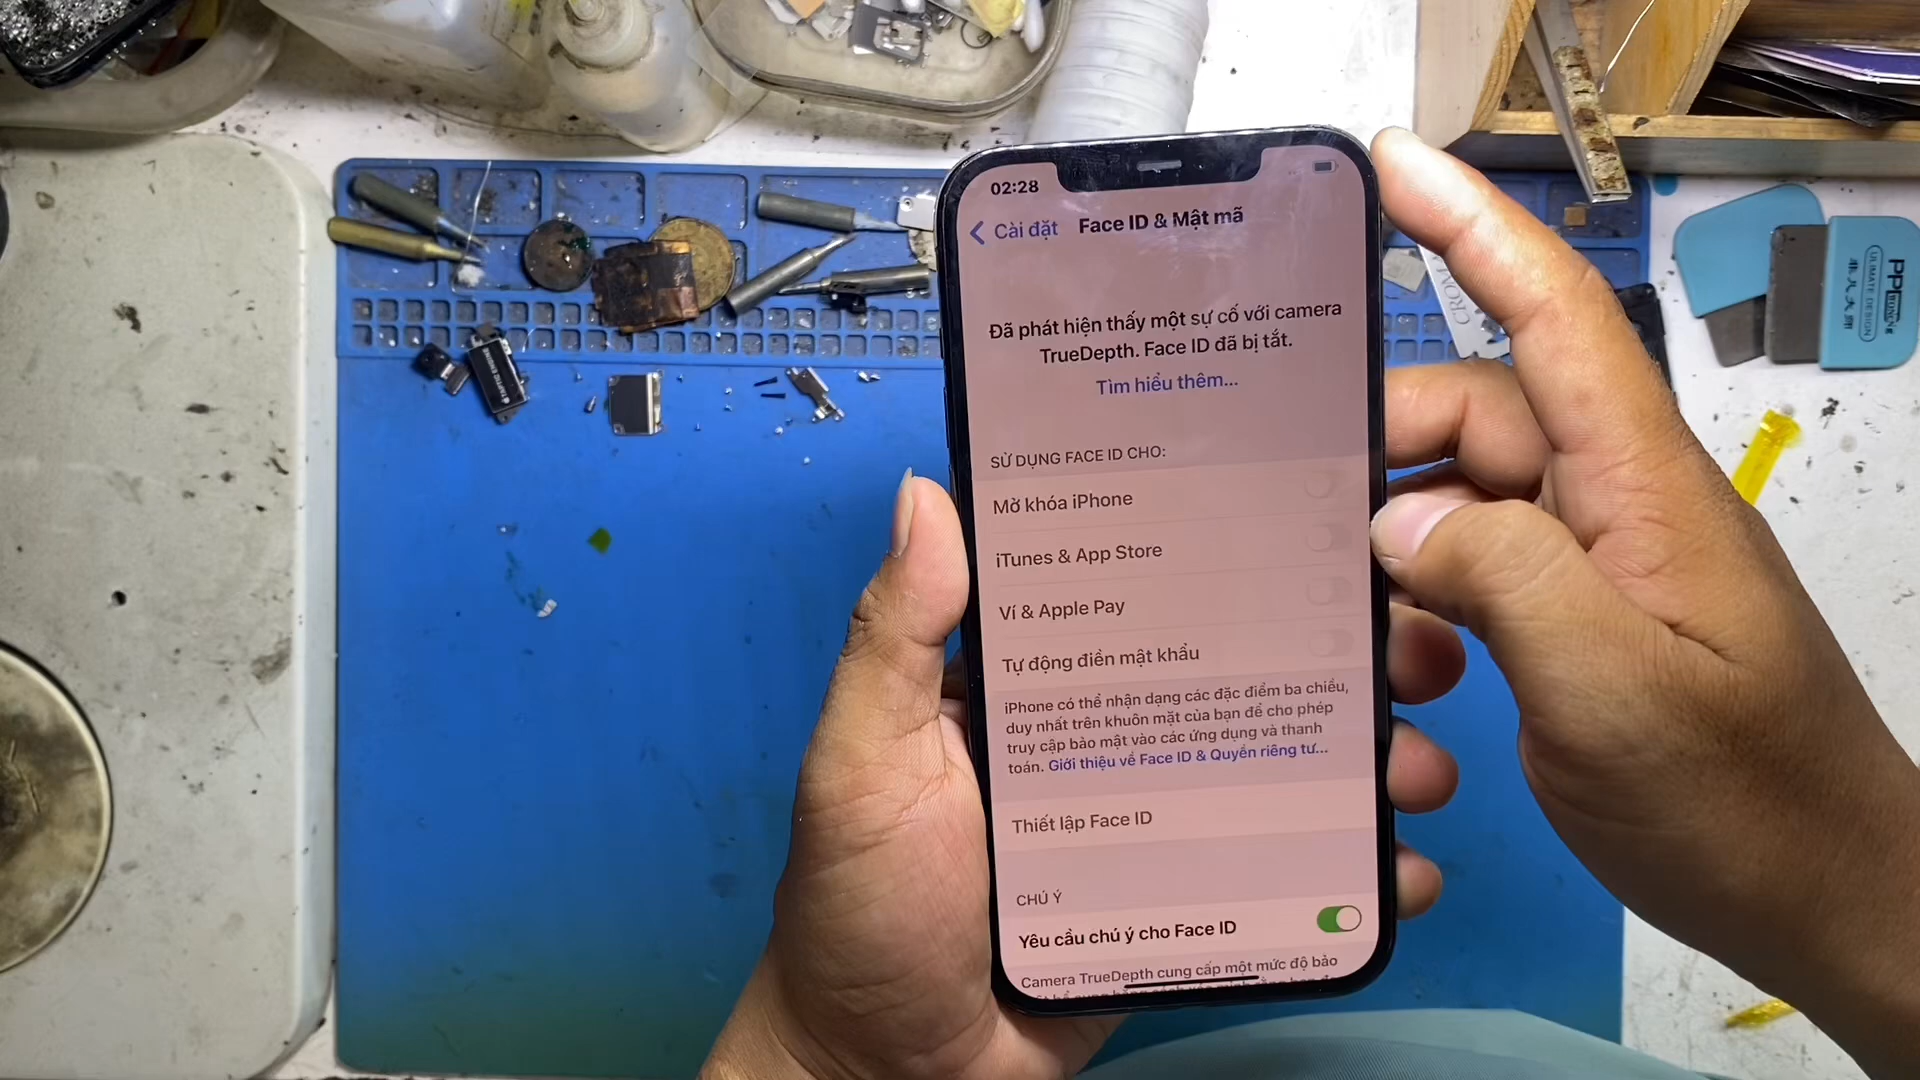 02:28
Cài đặt
Face ID & Mật mã
Đã phát hiện thấy một sự cố với camera
TrueDepth. Face ID đã bị tắt.
Tìm hiểu thêm...
SỬ DỤNG FACE ID CHO:
Mở khóa iPhone
iTunes & App Store
Ví & Apple Pay
Tự động điền mật khẩu
iPhone có thể nhận dạng các đặc điểm ba chiều,
duy nhất trên khuôn mặt của bạn để cho phép
truy cập bảo mật vào các ứng dụng và thanh
toán. Giới thiệu về Face ID & Quyền riêng tư...
Thiết lập Face ID
CHÚ Ý
Yêu cầu chú ý cho Face ID
Camera TrueDepth cung cấp một mức độ bảo
TAPTIC ENGINE
PPD
ULIMATE DESIGN